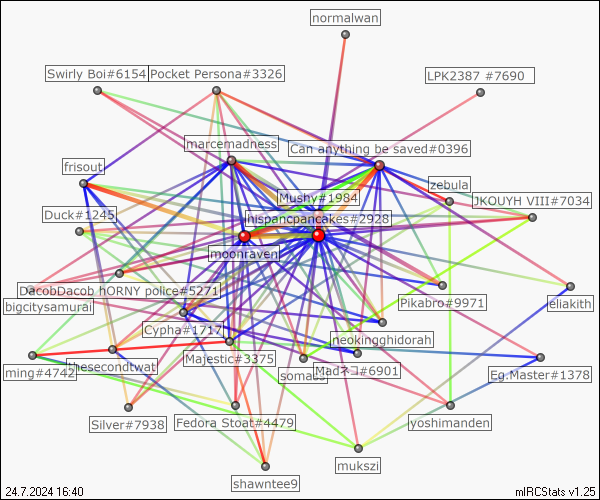 normalwan
Swirly Boi#6154
Pocket Persona#3326
LPK2387 #7690
marcemadness
Can anything be saved#0396
frisout
zebula
Mushy#1984
JKOUYH VIII#7034
Duck#1245
hispancpancakes#2928
moonraven
DacobDacob hORNY police#5271
bigcitysamurai
Pikabro#9971
eliakith
Cypha#1717
neokingghidorah
Majestic#3375
thesecondtwat
ming#4742
somads
Madネコ#6901
Eg.Master#1378
Silver#7938
Fedora Stoat#4479
yoshimanden
mukszi
shawntee9
24.7.2024 16:40
mIRCStats v1.25